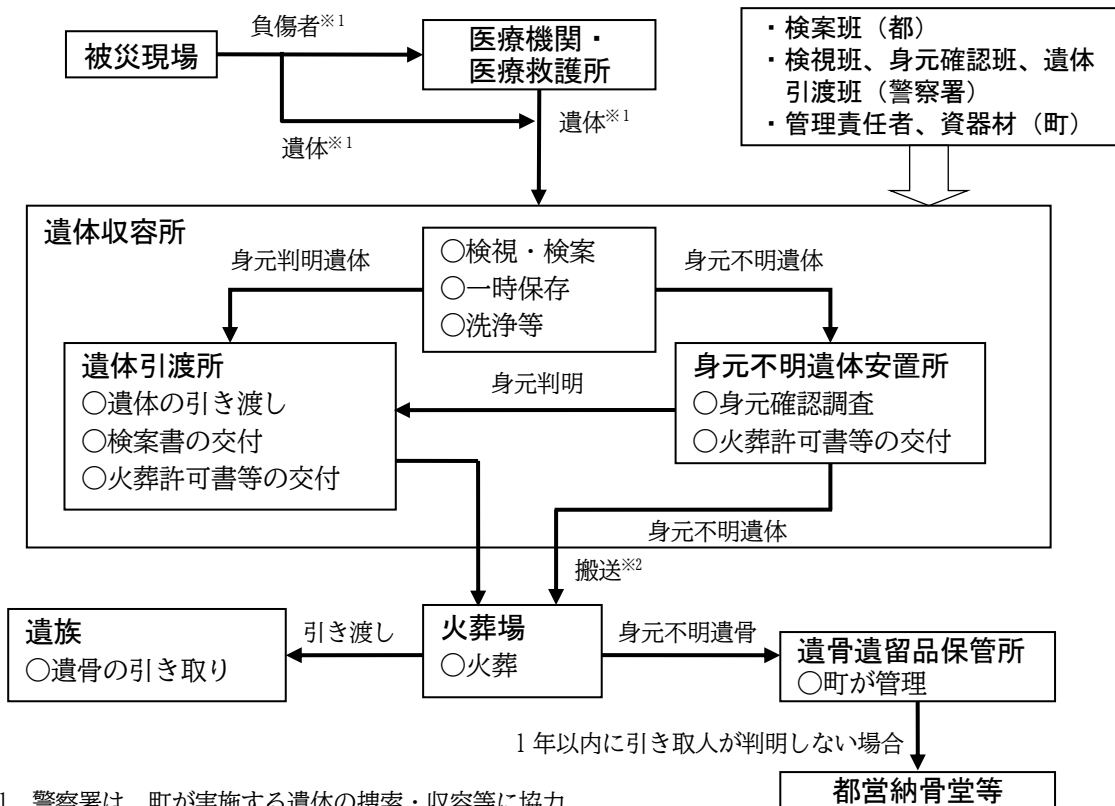 被災現場
負傷者※1
遺体※1
医療機関・
医療救護所
遺体※1
・検案班（都）
・検視班、身元確認班、遺体
引渡班（警察署）
・管理責任者、資器材（町）
遺体収容所
身元判明遺体
○検視・検案
○一時保存
○洗浄等
身元不明遺体
遺体引渡所
○遺体の引き渡し
○検案書の交付
○火葬許可書等の交付
身元判明
身元不明遺体安置所
○身元確認調査
○火葬許可書等の交付
身元不明遺体
搬送※2
遺族
○遺骨の引き取り
引き渡し
火葬場
○火葬
身元不明遺骨
遺骨遺留品保管所
○町が管理
1年以内に引き取人が判明しない場合
都営納骨堂等
1 警察署は、町が実施する遺体の捜索・収容等に協力